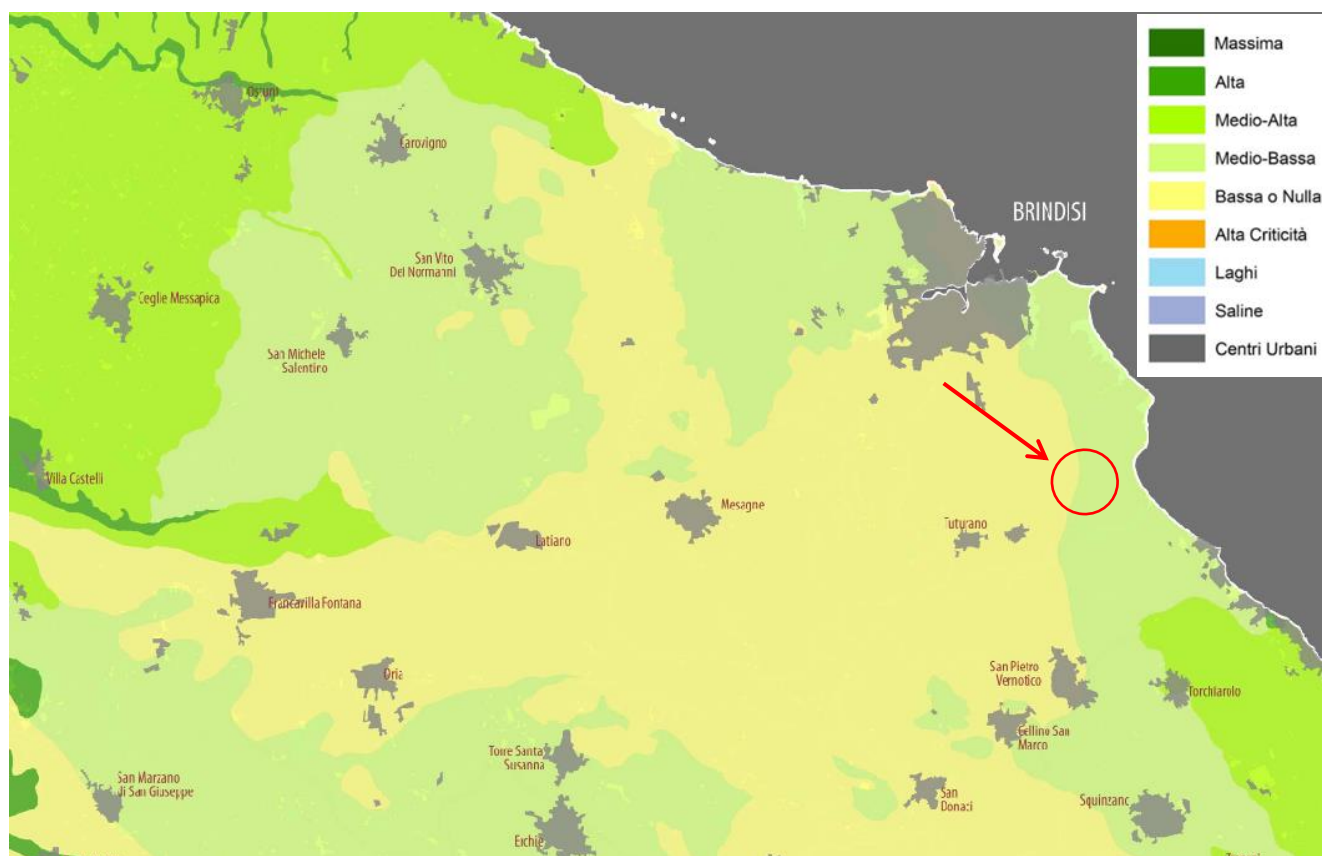 Massima
Alta
Medio-Alta
Medio-Bassa
Bassa o Nulla
Alta Criticità
Laghi
Saline
Centri Urbani
Ostuni
Carovigno
BRINDISI
San Vito
Dei Normanni
Ceglie Messapica
San Michele
Salentino
Villa Castelli
Mesagne
Latiano
Tuturano
Francavilla Fontana
Oria
San Pietro
Vernotico
Torchiarolo
Cellino San
Marco
Torre Santa
Susanna
San Marzano
di San Giuseppe
San
Donaci
Squinzano
Erchie